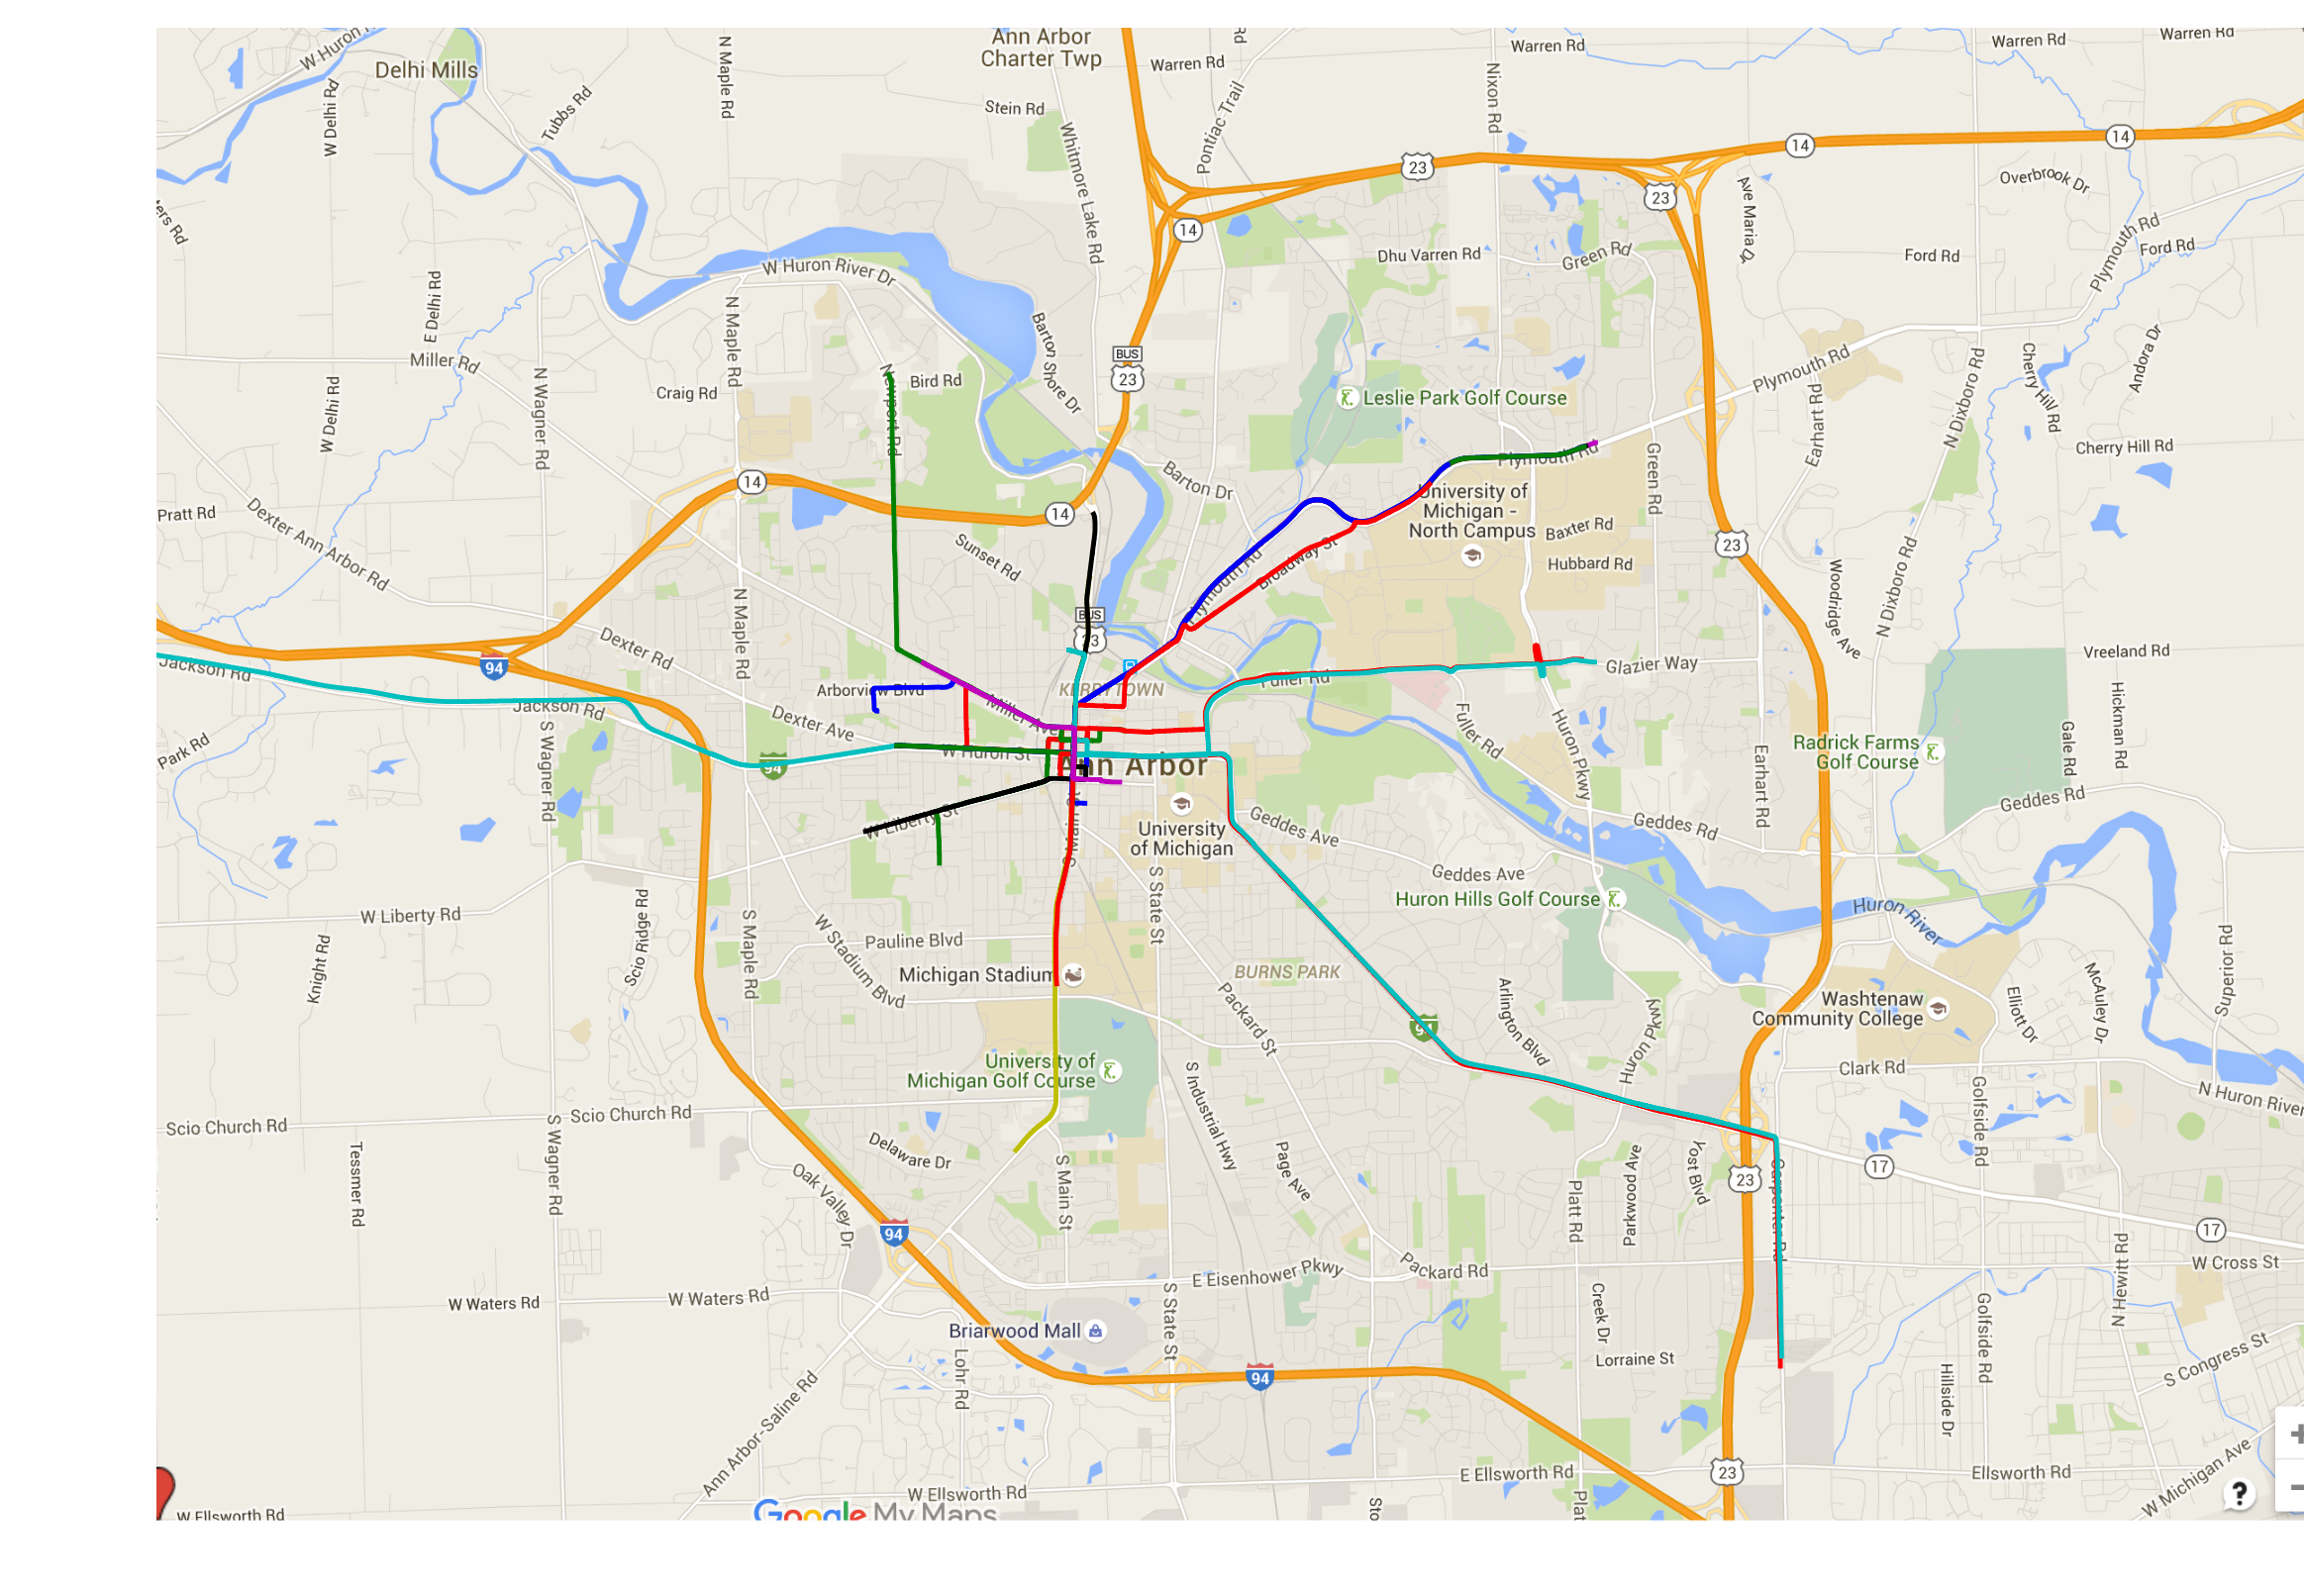 Ann Arbor
Charter Twp
Delhi Mills
Warren Rd
Warren Rd
Warren Rd
Warren Rd
N Maple Rd
W Delhi Rd
Tubbs Rd
Stein Rd
Whitmore Lake Rd
Pontiac Trail
Nixon Rd
14
14
23
23
14
Ave Maria Dr
Overbrook Dr
Plymouth Rd
Ford Rd
Ford Rd
Dhu Varren Rd
Green Rd
W Huron River Dr
E Delhi Rd
N Maple Rd
Barton Shore Dr
BUS
23
Miller Rd
Craig Rd
Bird Rd
Newport Rd
N Wagner Rd
W Delhi Rd
Leslie Park Golf Course
Plymouth Rd
Earhart Rd
N Dixboro Rd
Cherry Hill Rd
Andora Dr
Cherry Hill Rd
Plymouth Rd
Green Rd
Barton Dr
14
14
Pratt Rd
Dexter Ann Arbor Rd
Sunset Rd
University of
Michigan -
North Campus
Baxter Rd
Hubbard Rd
Plymouth Rd
Broadway St
23
Woodridge Ave
N Dixboro Rd
N Maple Rd
Dexter Rd
BUS
23
94
Jackson Rd
Jackson Rd
Arborview Blvd
KERRYTOWN
Miller Ave
Fuller Rd
Glazier Way
Vreeland Rd
Hickman Rd
Gale Rd
Dexter Ave
W Huron St
Ann Arbor
94
Fuller Rd
Huron Pkwy
Earhart Rd
Radrick Farms
Golf Course
Park Rd
S Wagner Rd
W Liberty St
S Main St
University
of Michigan
Geddes Ave
Geddes Rd
Geddes Rd
Geddes Ave
Huron Hills Golf Course
Huron River
W Liberty Rd
Scio Ridge Rd
Knight Rd
S Maple Rd
W Stadium Blvd
Pauline Blvd
Michigan Stadium
S State St
BURNS PARK
Packard St
Arlington Blvd
Huron Pkwy
Pkwy
Washtenaw
Community College
Elliott Dr
McAuley Dr
Superior Rd
94
University of
Michigan Golf Course
S Industrial Hwy
Clark Rd
Golfside Rd
N Huron River
Scio Church Rd
Scio Church Rd
Tessmer Rd
S Wagner Rd
Delaware Dr
Oak Valley Dr
S Main St
Page Ave
Platt Rd
Parkwood Ave
Yost Blvd
23
17
17
Carpenter Rd
94
E Eisenhower Pkwy
Packard Rd
W Cross St
N Hewitt Rd
W Waters Rd
W Waters Rd
Briarwood Mall
S State St
Creek Dr
Lorraine St
Golfside Rd
S Congress St
Lohr Rd
94
Hillside Dr
Ann Arbor-Saline Rd
E Ellsworth Rd
23
Ellsworth Rd
W Michigan Ave
W Ellsworth Rd
W Ellsworth Rd
Google My Maps
?